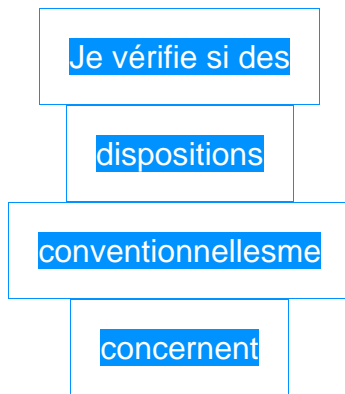 Je vérifie si des
dispositions
conventionnellesme
concernent